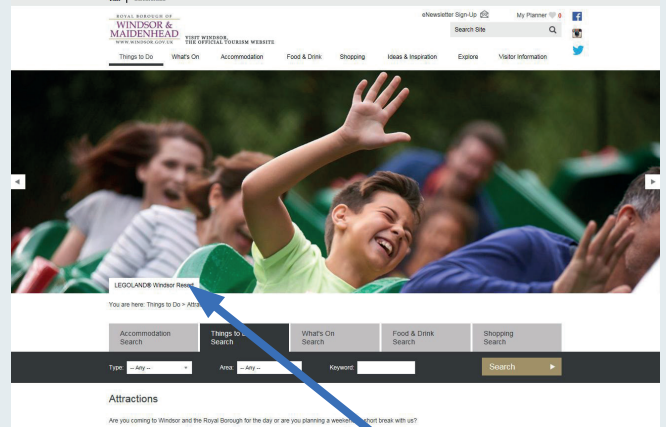 eNewsletter Sign-Up
My Planner 0
ROYAL BOROUGH OF
WINDSOR &
MAIDENHEAD
WWW.WINDSOR.GOV.UK
VISIT WINDSOR,
THE OFFICIAL TOURISM WEBSITE
Search Site
Things to Do What's On Accommodation Food & Drink Shopping Ideas & Inspiration Explore Visitor Information
LEGOLAND® Windsor Resort
You are here: Things to Do >
Accommodation
Search
Things to
Search
What's On
Search
Food & Drink
Search
Shopping
Search
Type: -- Any -- Area: -- Any -- Keyword: Search
Attractions
Are you coming to Windsor and the Royal Borough for the day or are you planning a weekend short break with us?